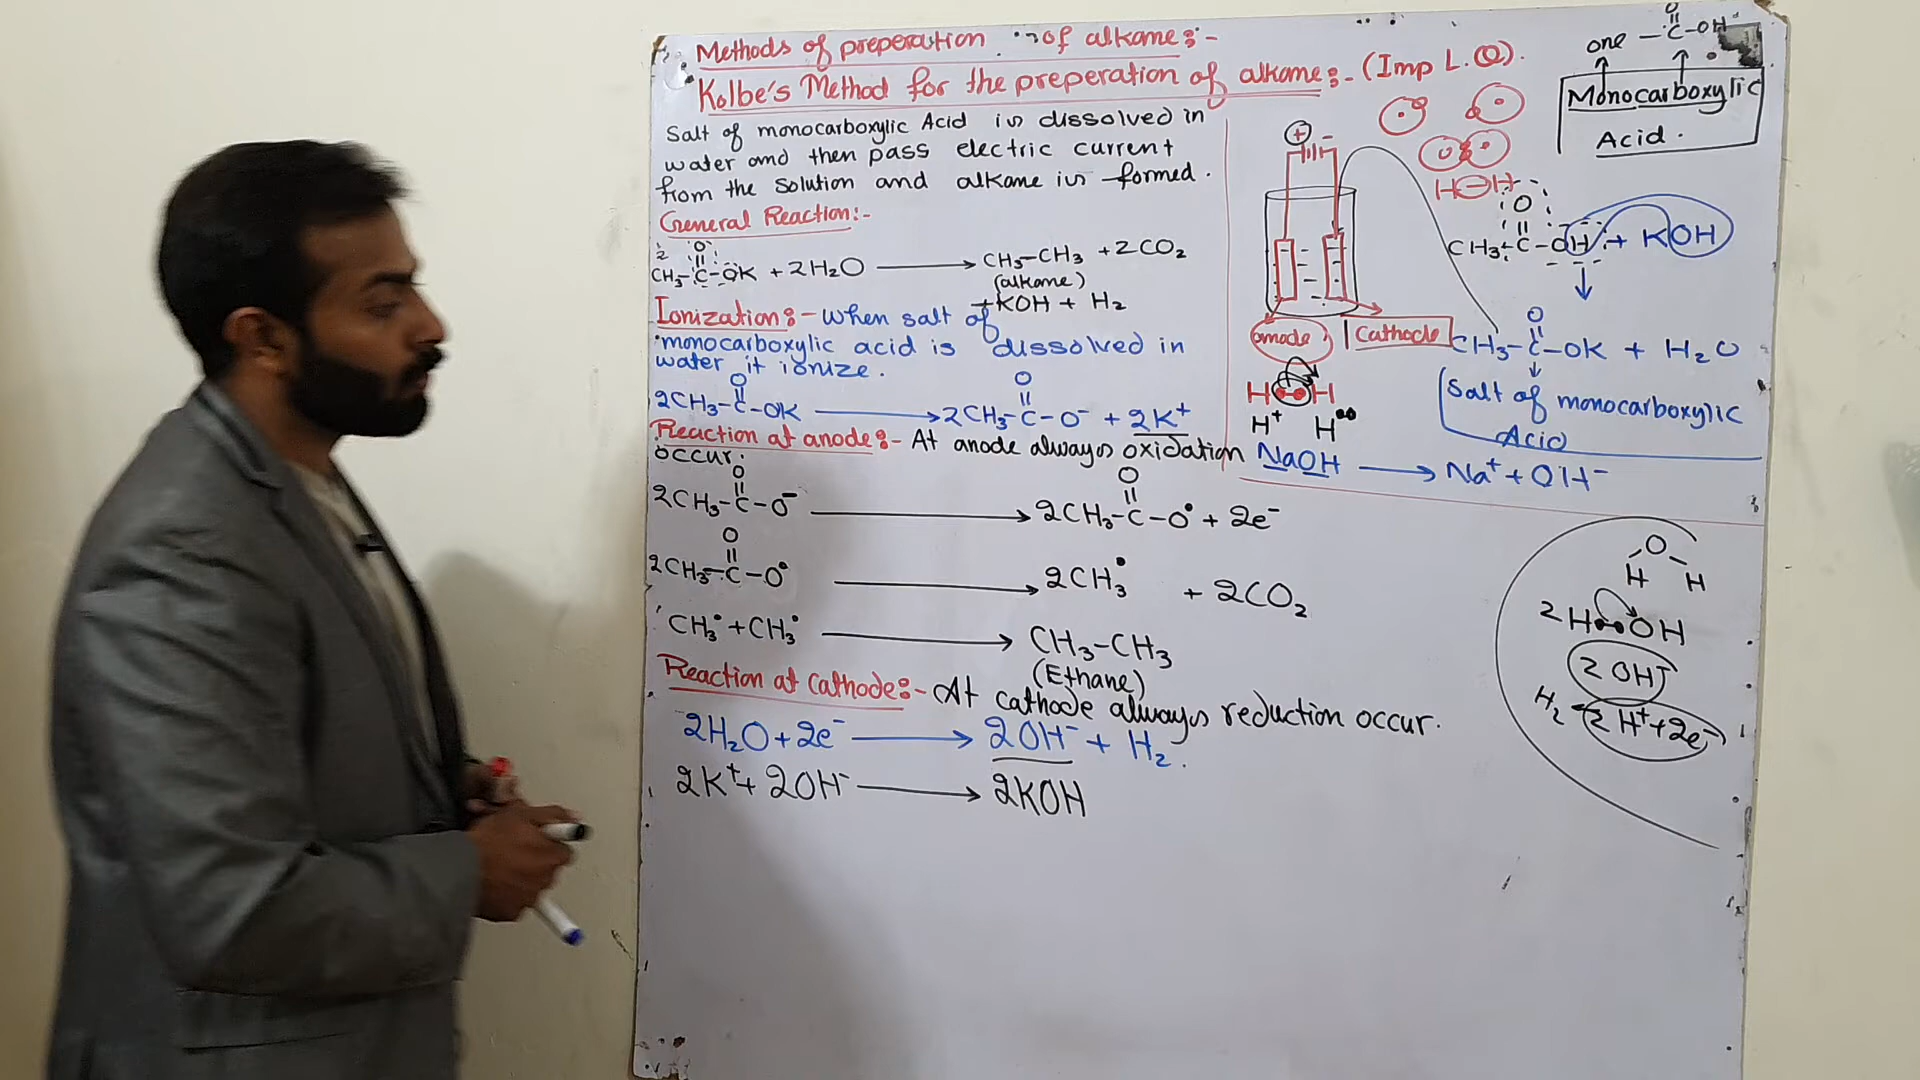 Methods of preperation of alkane:-
Kolbe's Method for the preperation of alkane:- (Imp L.Q).
Salt of monocarboxylic Acid is dissolved in
water and then pass electric current
from the solution and alkane is formed.
General Reaction:-
O
||
2 CH3-C-OK + 2H2O → CH3-CH3 + 2CO2
(alkane)
+KOH + H2
Ionization:- when salt of
monocarboxylic acid is dissolved in
water it ionize.
O O
|| ||
2CH3-C-OK → 2CH3-C-O⁻ + 2K⁺
Reaction at anode:- At anode always oxidation
occur.
O O
|| ||
2CH3-C-O⁻ → 2CH3-C-O• + 2e⁻
O
||
2CH3-C-O• → 2CH3• + 2CO2
CH3• + CH3• → CH3-CH3
(Ethane)
Reaction at Cathode:- At cathode always reduction occur.
2H2O + 2e⁻ → 2OH⁻ + H2.
2K⁺ + 2OH⁻ → 2KOH
O
||
one -C-OH
Monocarboxylic
Acid.
+ -
H-H
O
||
CH3-C-OH + KOH
O
||
CH3-C-OK + H2O
Salt of monocarboxylic
Acid
anode Cathode
H••H
H⁺ H••
NaOH → Na⁺ + OH⁻
O
H H
2H••OH
2OH⁻
H2 2H⁺+2e⁻